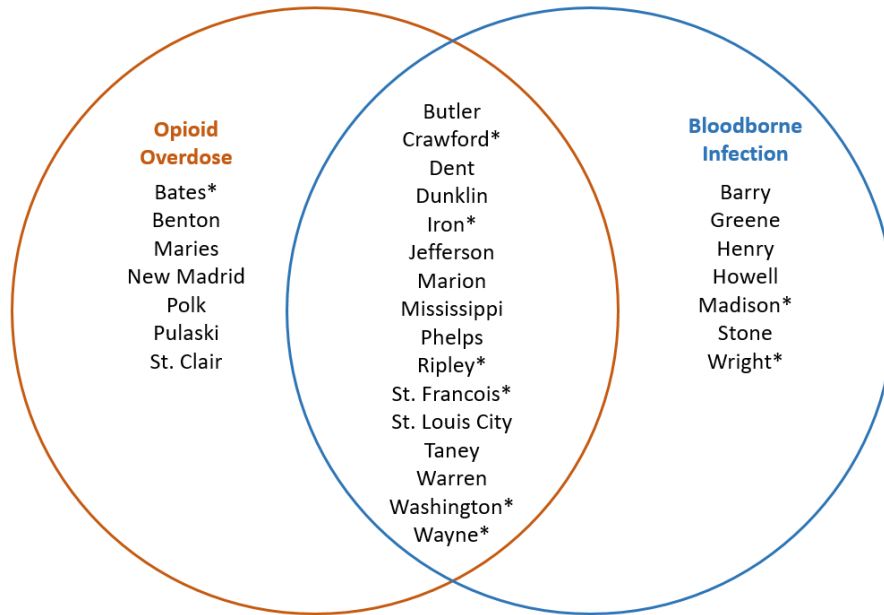 Opioid
Overdose
Bates*
Benton
Maries
New Madrid
Polk
Pulaski
St. Clair
Butler
Crawford*
Dent
Dunklin
Iron*
Jefferson
Marion
Mississippi
Phelps
Ripley*
St. Francois*
St. Louis City
Taney
Warren
Washington*
Wayne*
Bloodborne
Infection
Barry
Greene
Henry
Howell
Madison*
Stone
Wright*